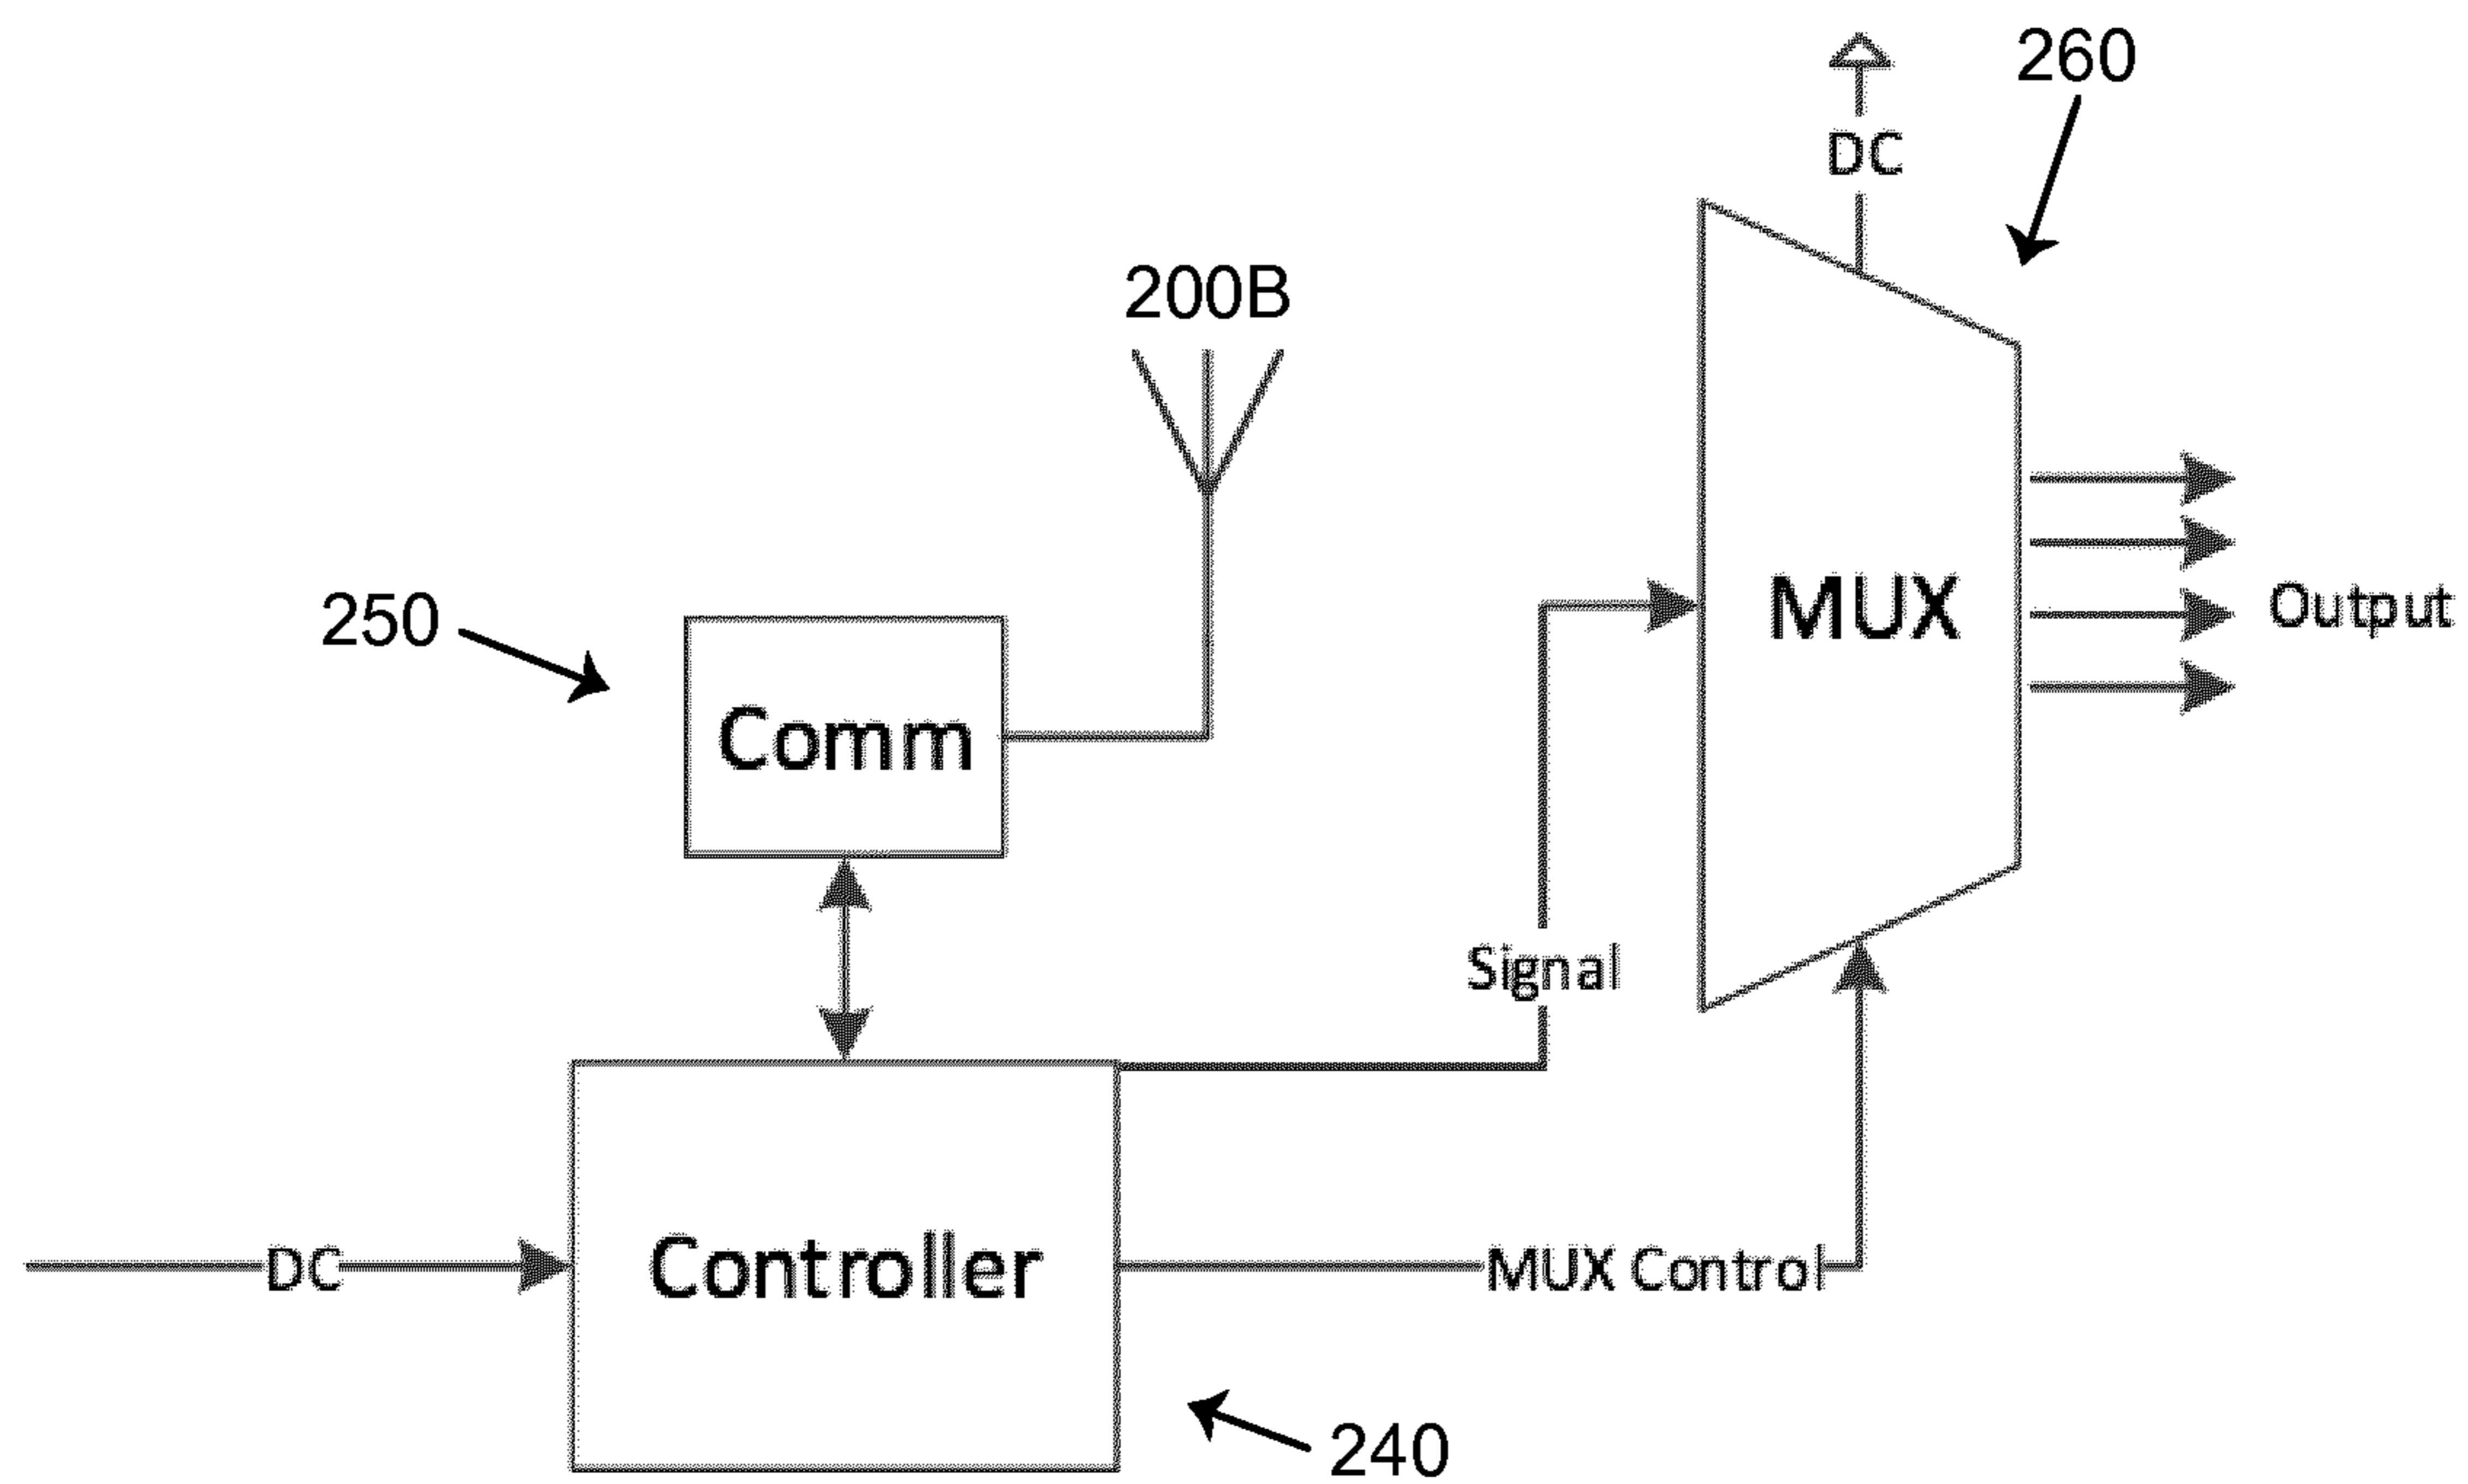 260
DC
200B
250
MUX
Output
Comm
Signal
Controller
DC
MUX Control
240